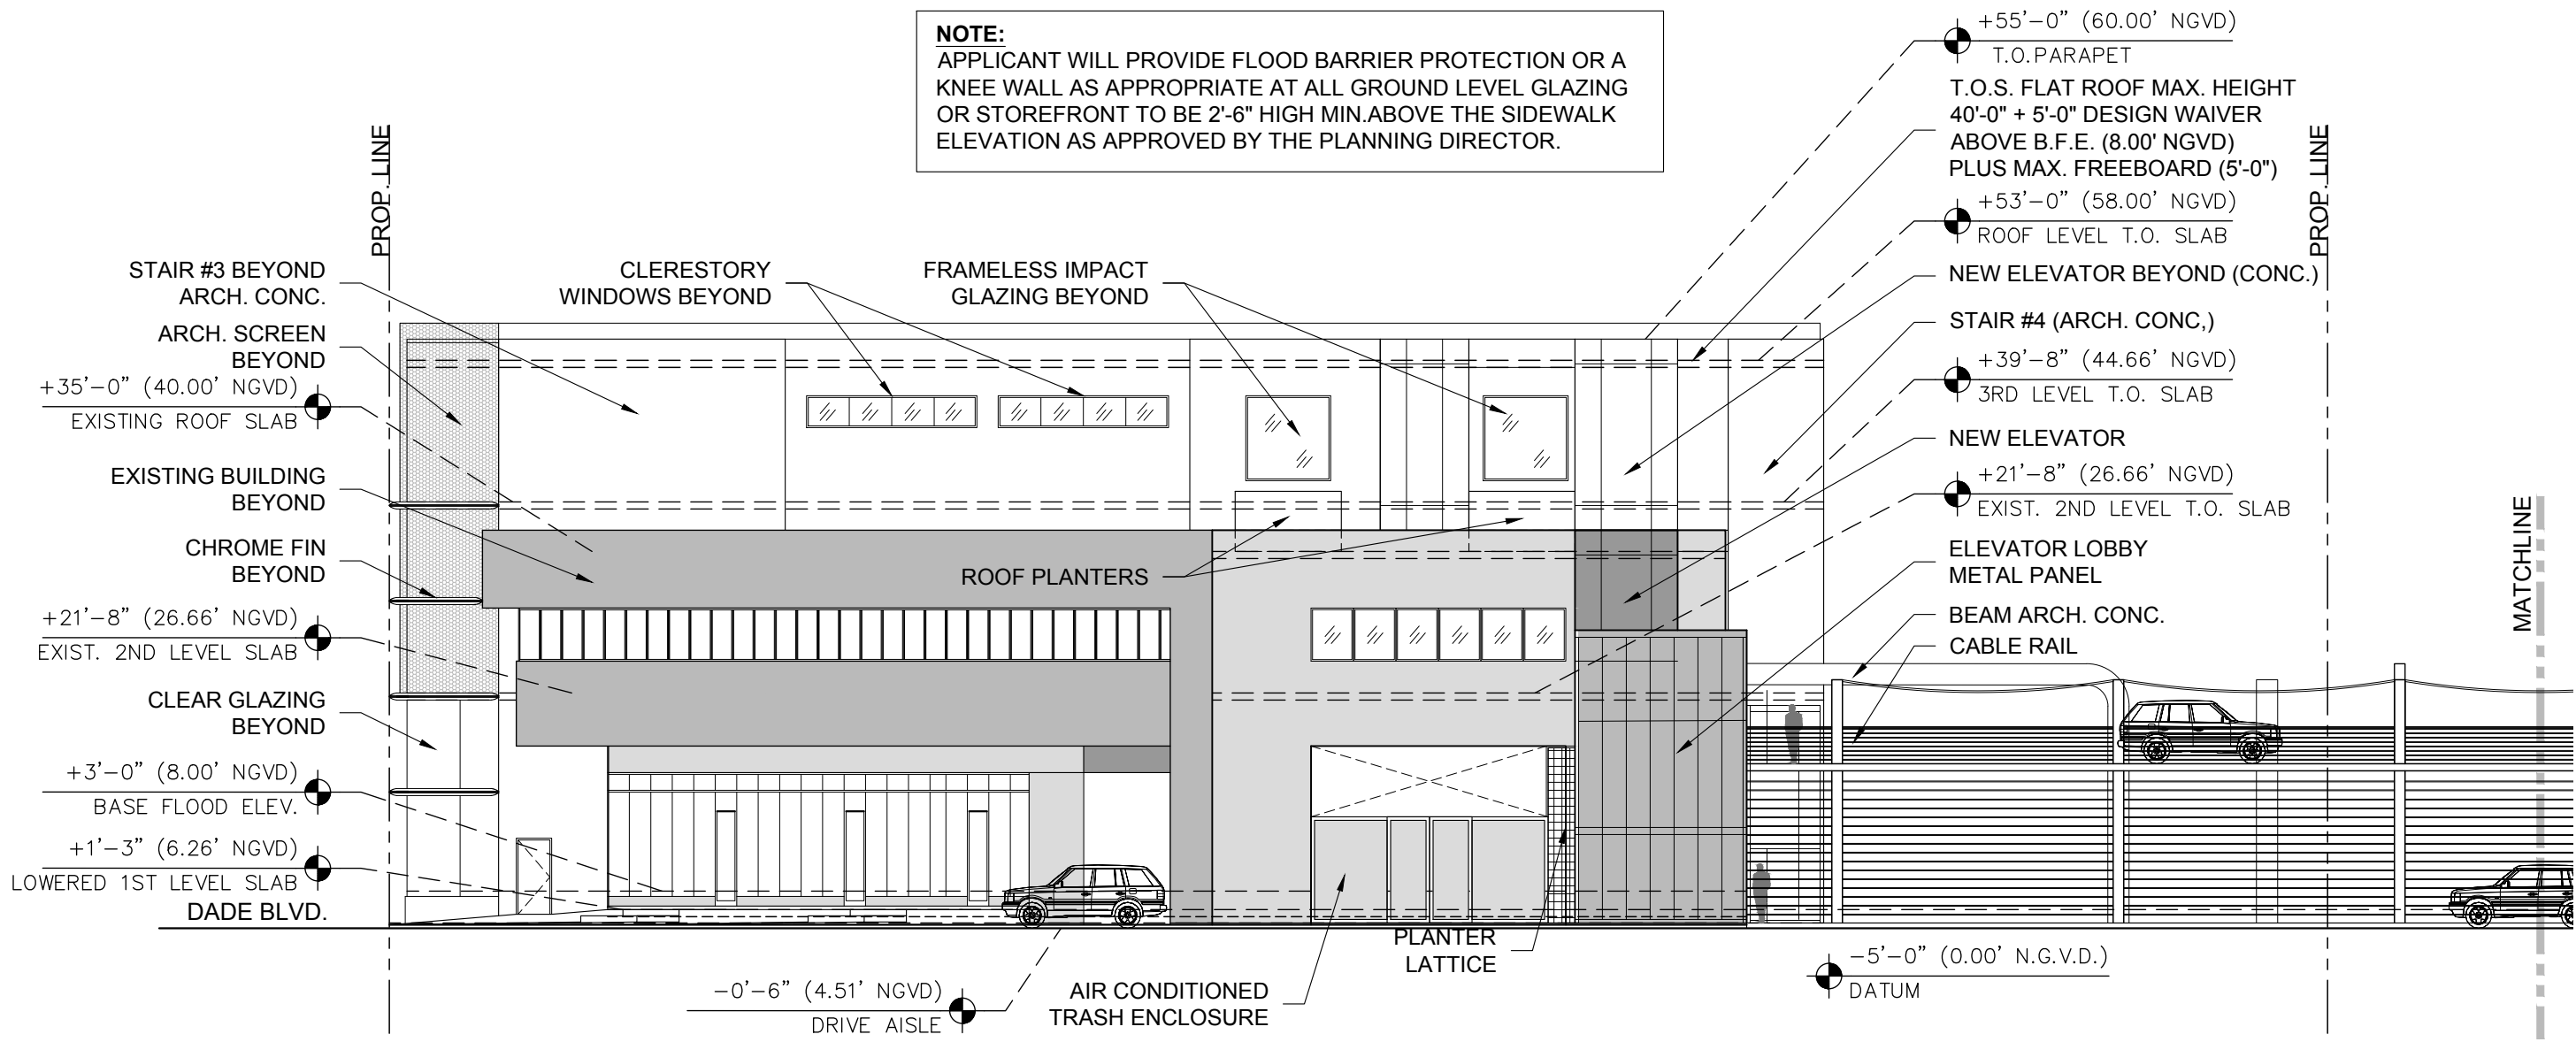 NOTE:
APPLICANT WILL PROVIDE FLOOD BARRIER PROTECTION OR A
KNEE WALL AS APPROPRIATE AT ALL GROUND LEVEL GLAZING
OR STOREFRONT TO BE 2'-6" HIGH MIN.ABOVE THE SIDEWALK
ELEVATION AS APPROVED BY THE PLANNING DIRECTOR.
PROP. LINE
STAIR #3 BEYOND
ARCH. CONC.
ARCH. SCREEN
BEYOND
+35'-0" (40.00' NGVD)
EXISTING ROOF SLAB
EXISTING BUILDING
BEYOND
CHROME FIN
BEYOND
+21'-8" (26.66' NGVD)
EXIST. 2ND LEVEL SLAB
CLEAR GLAZING
BEYOND
+3'-0" (8.00' NGVD)
BASE FLOOD ELEV.
+1'-3" (6.26' NGVD)
LOWERED 1ST LEVEL SLAB
DADE BLVD.
CLERESTORY
WINDOWS BEYOND
FRAMELESS IMPACT
GLAZING BEYOND
ROOF PLANTERS
-0'-6" (4.51' NGVD)
DRIVE AISLE
AIR CONDITIONED
TRASH ENCLOSURE
PLANTER
LATTICE
+55'-0" (60.00' NGVD)
T.O.PARAPET
T.O.S. FLAT ROOF MAX. HEIGHT
40'-0" + 5'-0" DESIGN WAIVER
ABOVE B.F.E. (8.00' NGVD)
PLUS MAX. FREEBOARD (5'-0")
+53'-0" (58.00' NGVD)
ROOF LEVEL T.O. SLAB
NEW ELEVATOR BEYOND (CONC.)
STAIR #4 (ARCH. CONC,)
+39'-8" (44.66' NGVD)
3RD LEVEL T.O. SLAB
NEW ELEVATOR
+21'-8" (26.66' NGVD)
EXIST. 2ND LEVEL T.O. SLAB
ELEVATOR LOBBY
METAL PANEL
BEAM ARCH. CONC.
CABLE RAIL
-5'-0" (0.00' N.G.V.D.)
DATUM
PROP. LINE
MATCHLINE